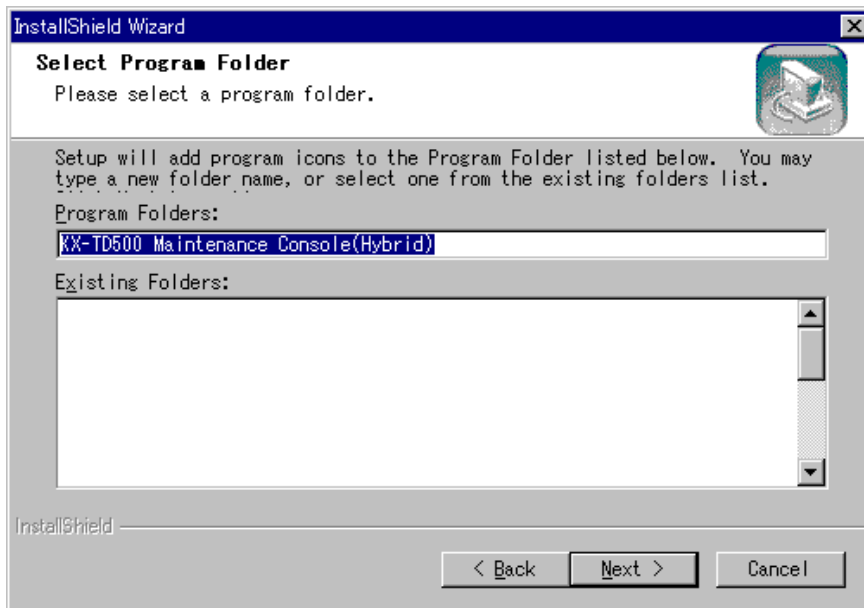 InstallShield Wizard
Select Program Folder
Please select a program folder.
Setup will add program icons to the Program Folder listed below. You may
type a new folder name, or select one from the existing folders list.
Program Folders:
KX-TD500 Maintenance Console(Hybrid)
Existing Folders:
InstallShield
< Back
Next >
Cancel